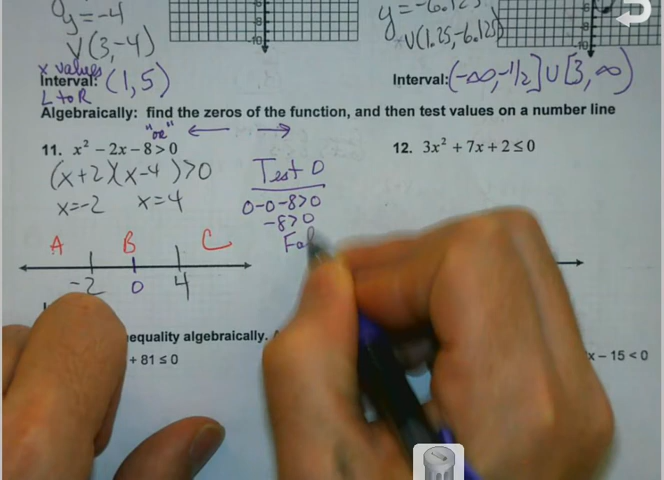 y=-4
V(3,-4)
x values
Interval: (1,5)
L to R
y=-6.125
V(1.25,-6.125)
Interval: (-∞,-1/2] U [3,∞)
Algebraically: find the zeros of the function, and then test values on a number line
"or"
11. x² − 2x − 8 > 0
(x+2)(x-4)>0
x=-2 x=4
Test 0
0-0-8>0
-8>0
A B C
-2 0 4
12. 3x² + 7x + 2 ≤ 0
equality algebraically.
+ 81 ≤ 0
x − 15 < 0